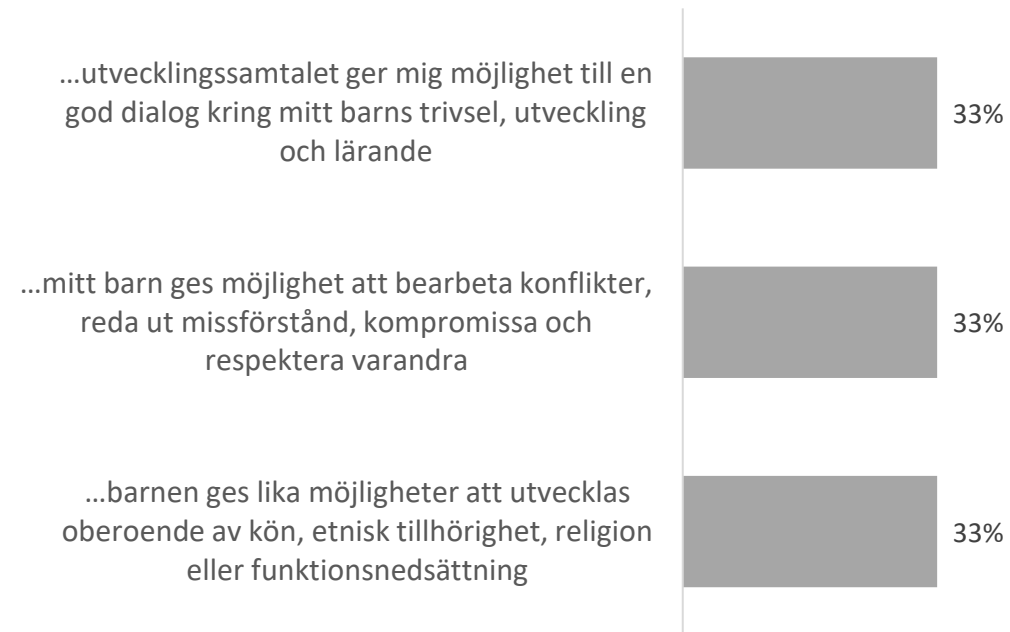 …utvecklingssamtalet ger mig möjlighet till en
god dialog kring mitt barns trivsel, utveckling
och lärande
33%
…mitt barn ges möjlighet att bearbeta konflikter,
reda ut missförstånd, kompromissa och
respektera varandra
33%
…barnen ges lika möjligheter att utvecklas
oberoende av kön, etnisk tillhörighet, religion
eller funktionsnedsättning
33%